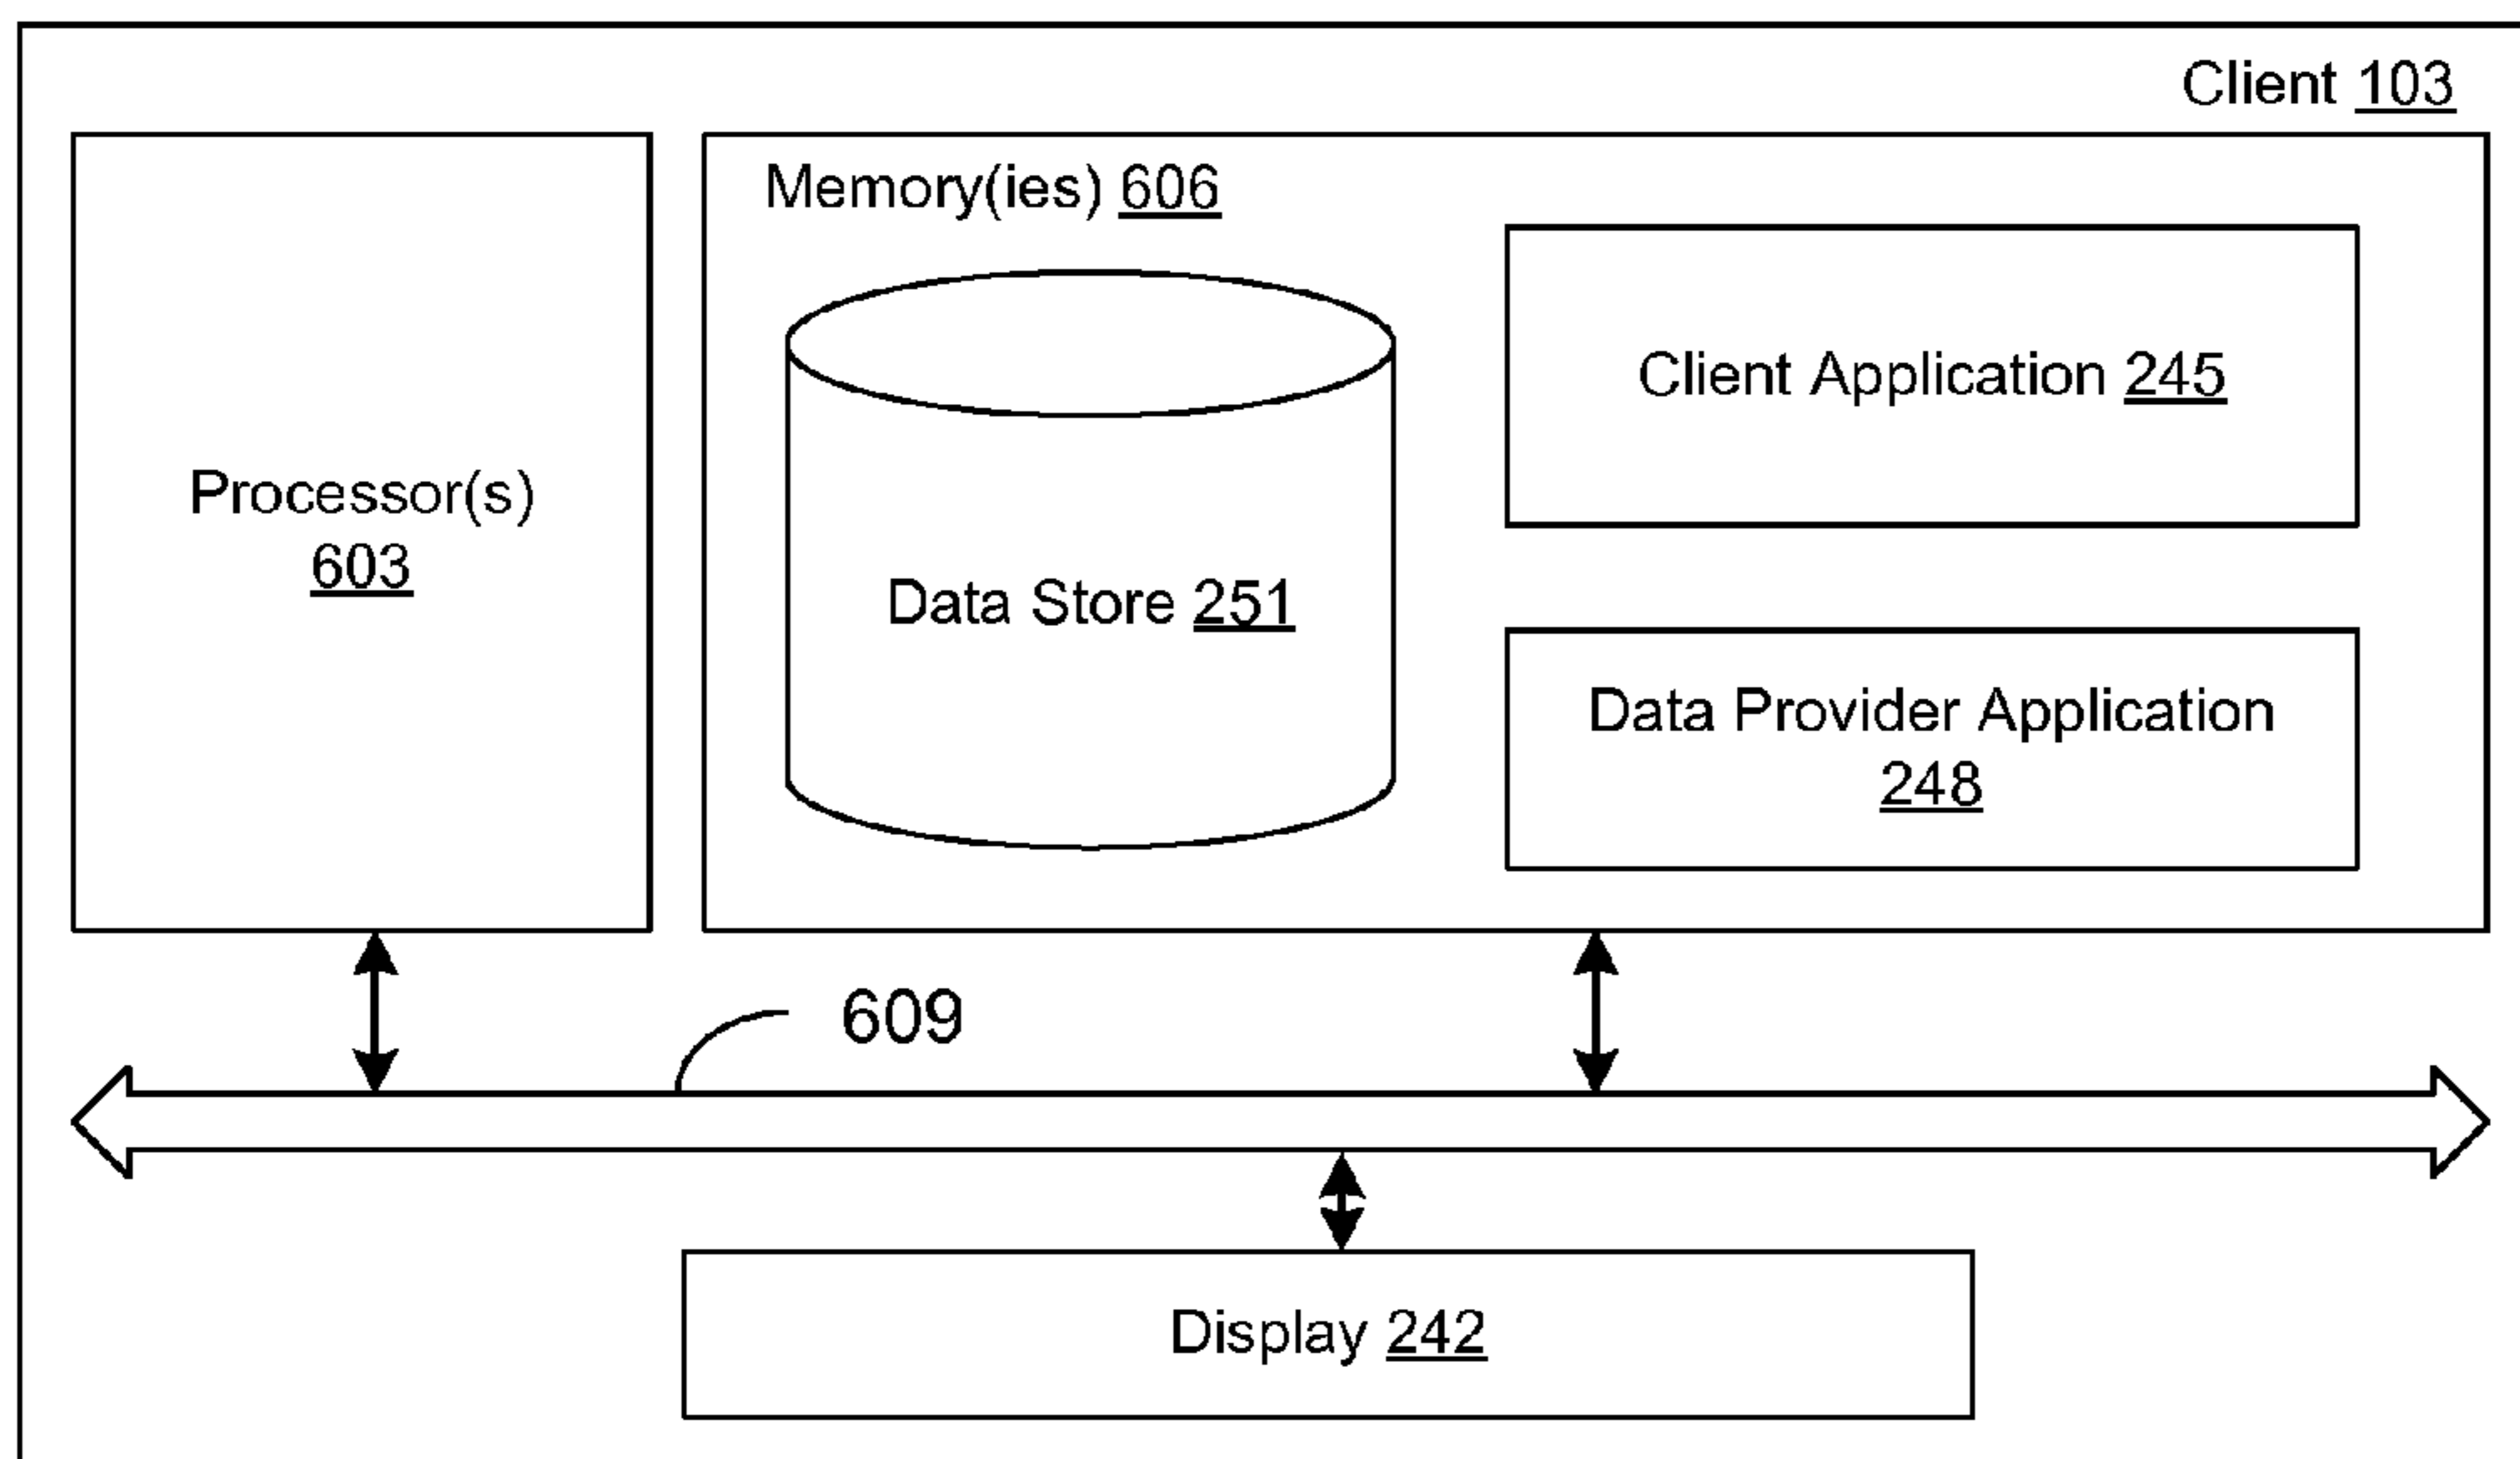 Client 103
Memory(ies) 606
Client Application 245
Processor(s)
603
Data Store 251
Data Provider Application
248
609
Display 242